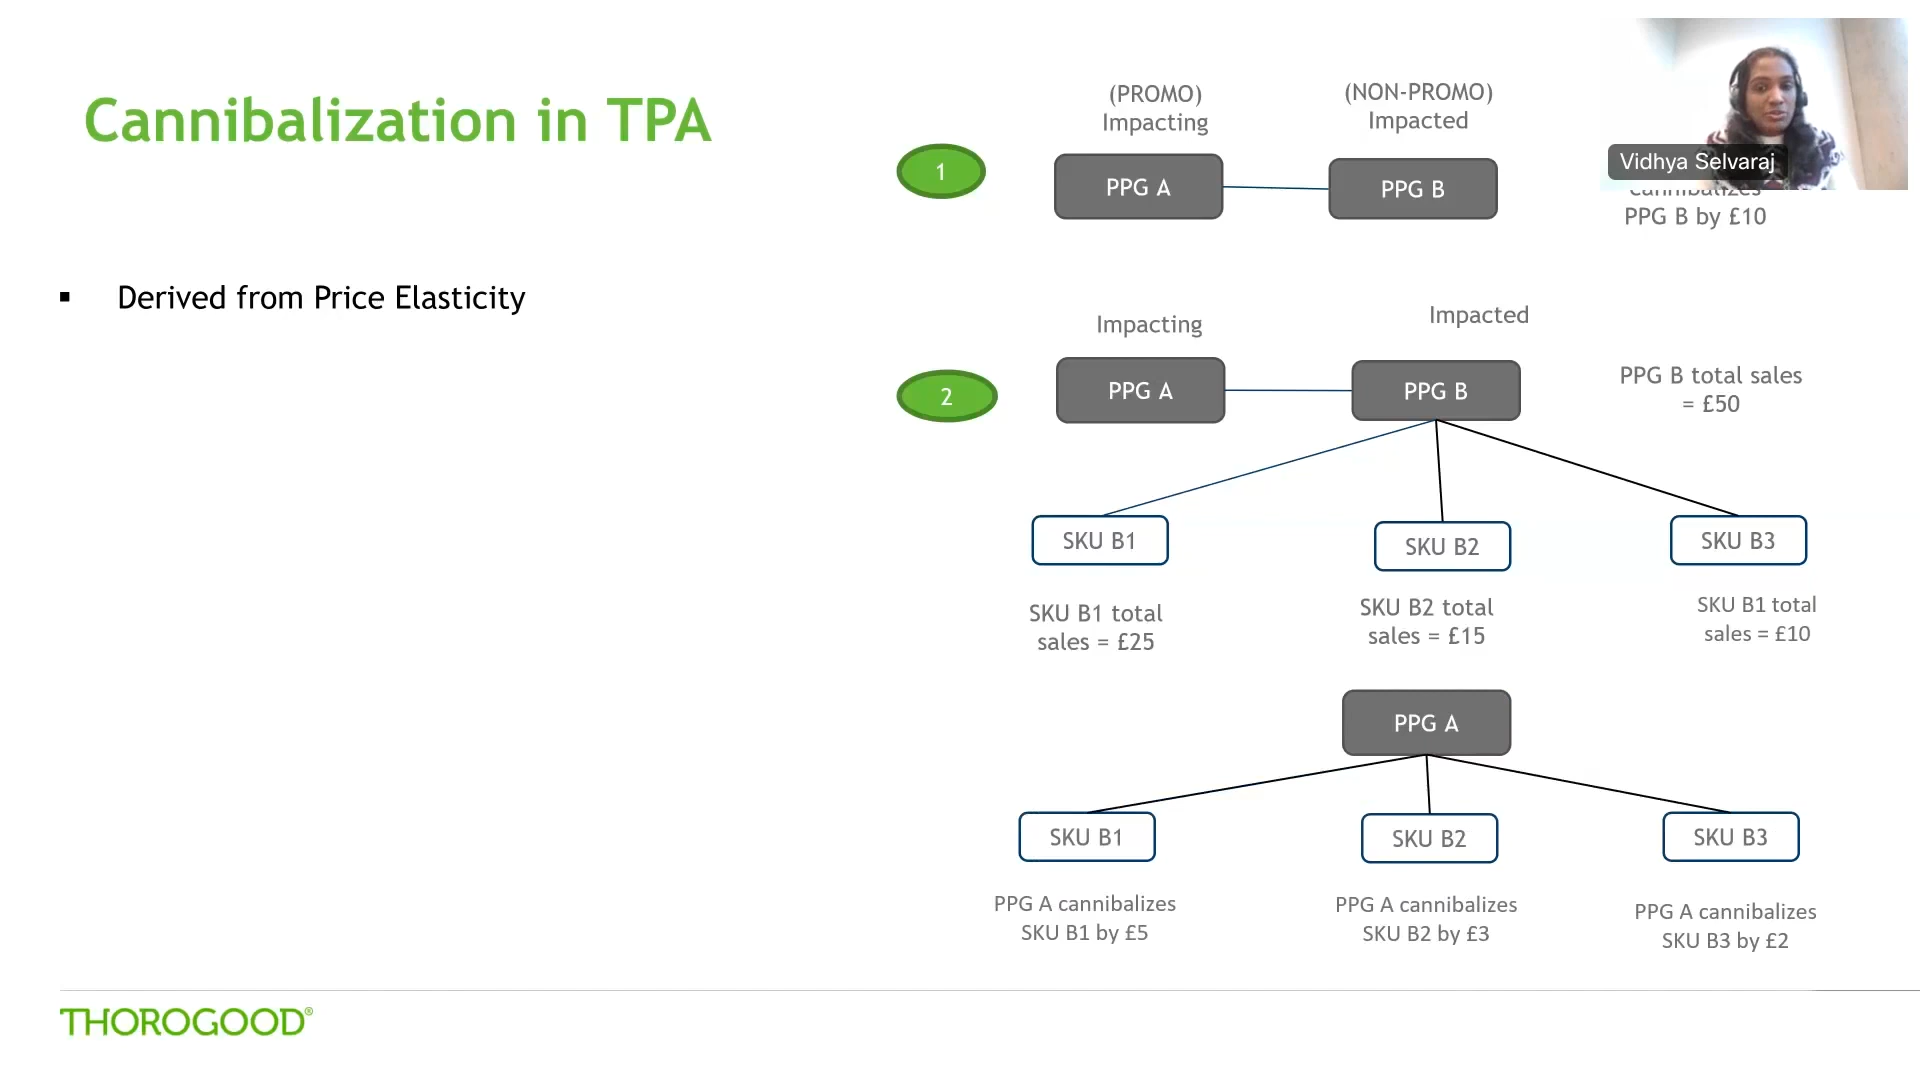 Cannibalization in TPA
Derived from Price Elasticity
(PROMO)
Impacting
(NON-PROMO)
Impacted
1
PPG A
PPG B
Vidhya Selvaraj
Cannibalizes
PPG B by £10
Impacting
Impacted
2
PPG A
PPG B
PPG B total sales
= £50
SKU B1
SKU B2
SKU B3
SKU B1 total
sales = £25
SKU B2 total
sales = £15
SKU B1 total
sales = £10
PPG A
SKU B1
SKU B2
SKU B3
PPG A cannibalizes
SKU B1 by £5
PPG A cannibalizes
SKU B2 by £3
PPG A cannibalizes
SKU B3 by £2
THOROGOOD®